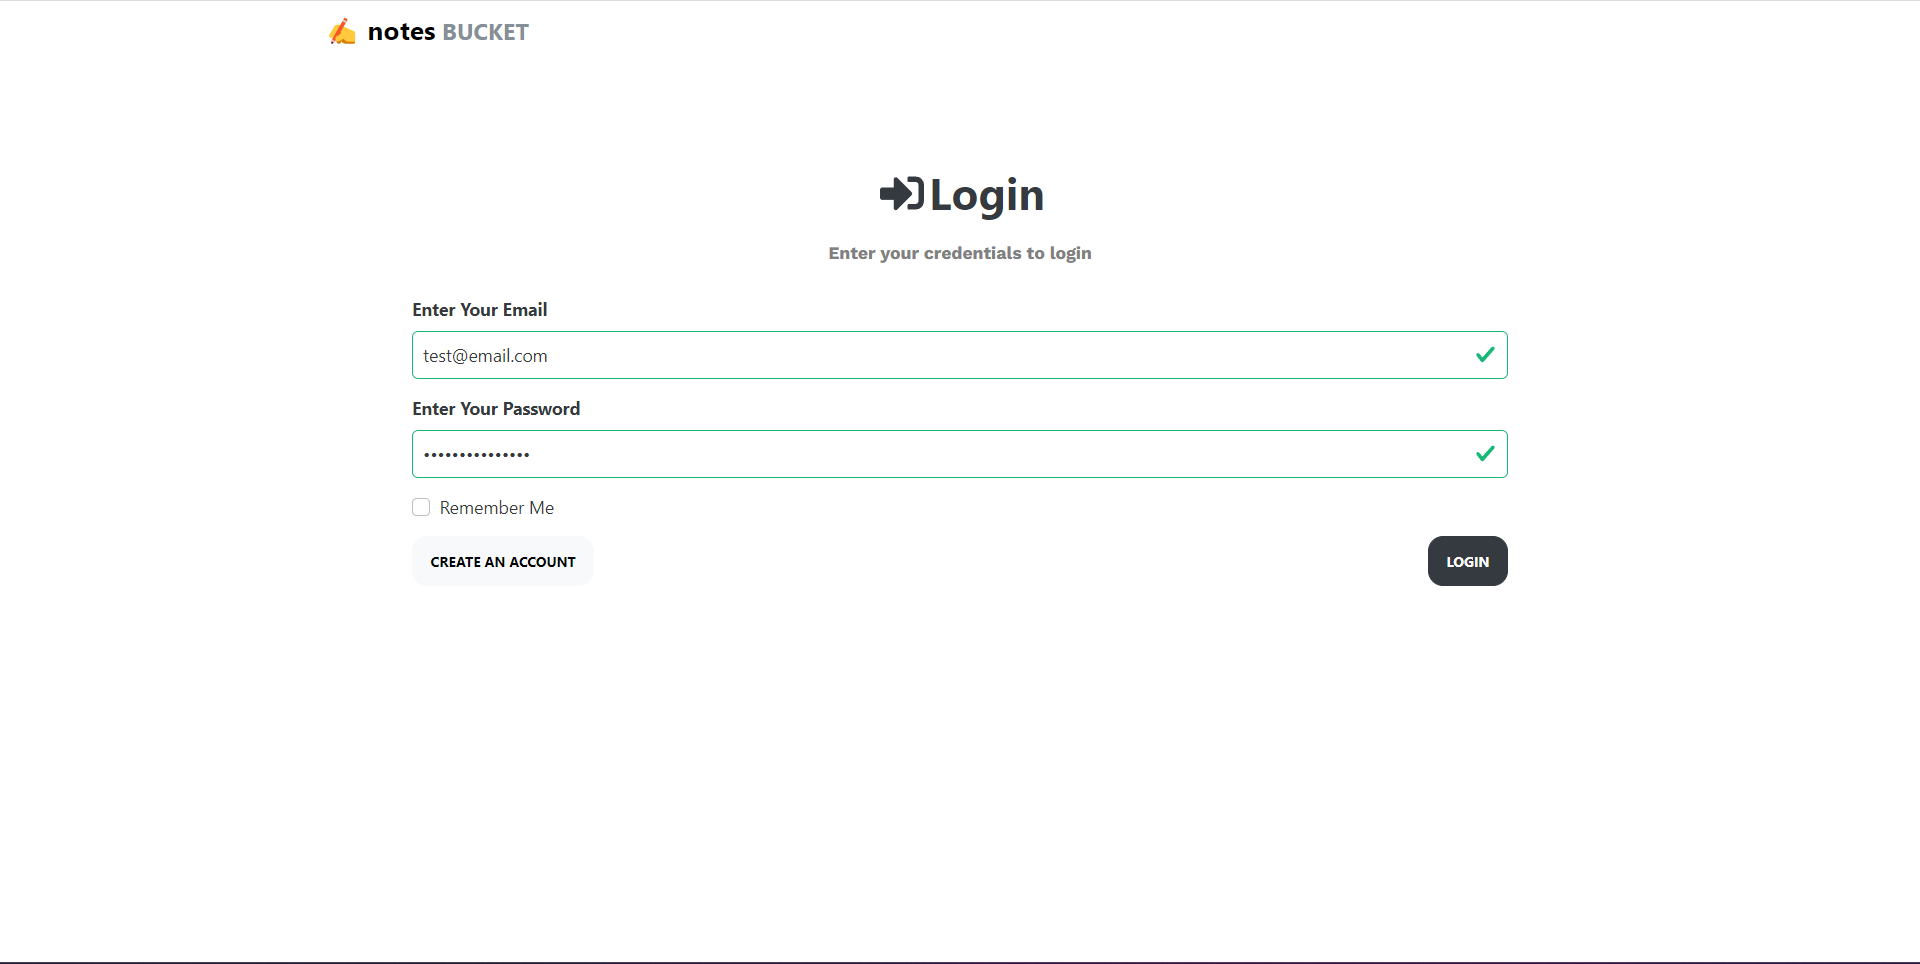 notes BUCKET
Login
Enter your credentials to login
Enter Your Email
test@email.com
Enter Your Password
•••••••••••••••
Remember Me
CREATE AN ACCOUNT
LOGIN